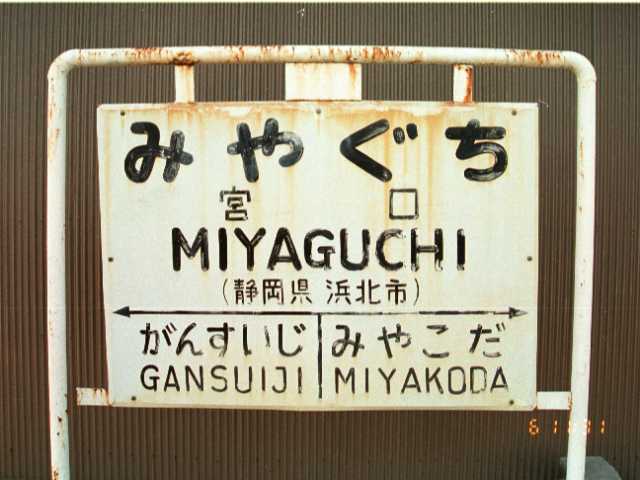 みやぐち
宮 口
MIYAGUCHI
(静岡県 浜北市)
がんすいじ みやこだ
GANSUIJI MIYAKODA